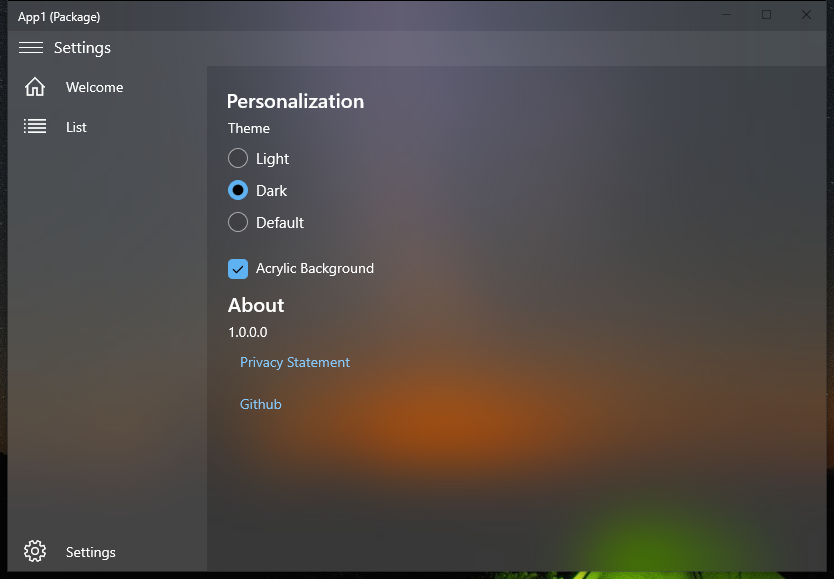 App1 (Package)
Settings
Welcome
List
Personalization
Theme
Light
Dark
Default
Acrylic Background
About
1.0.0.0
Privacy Statement
Github
Settings